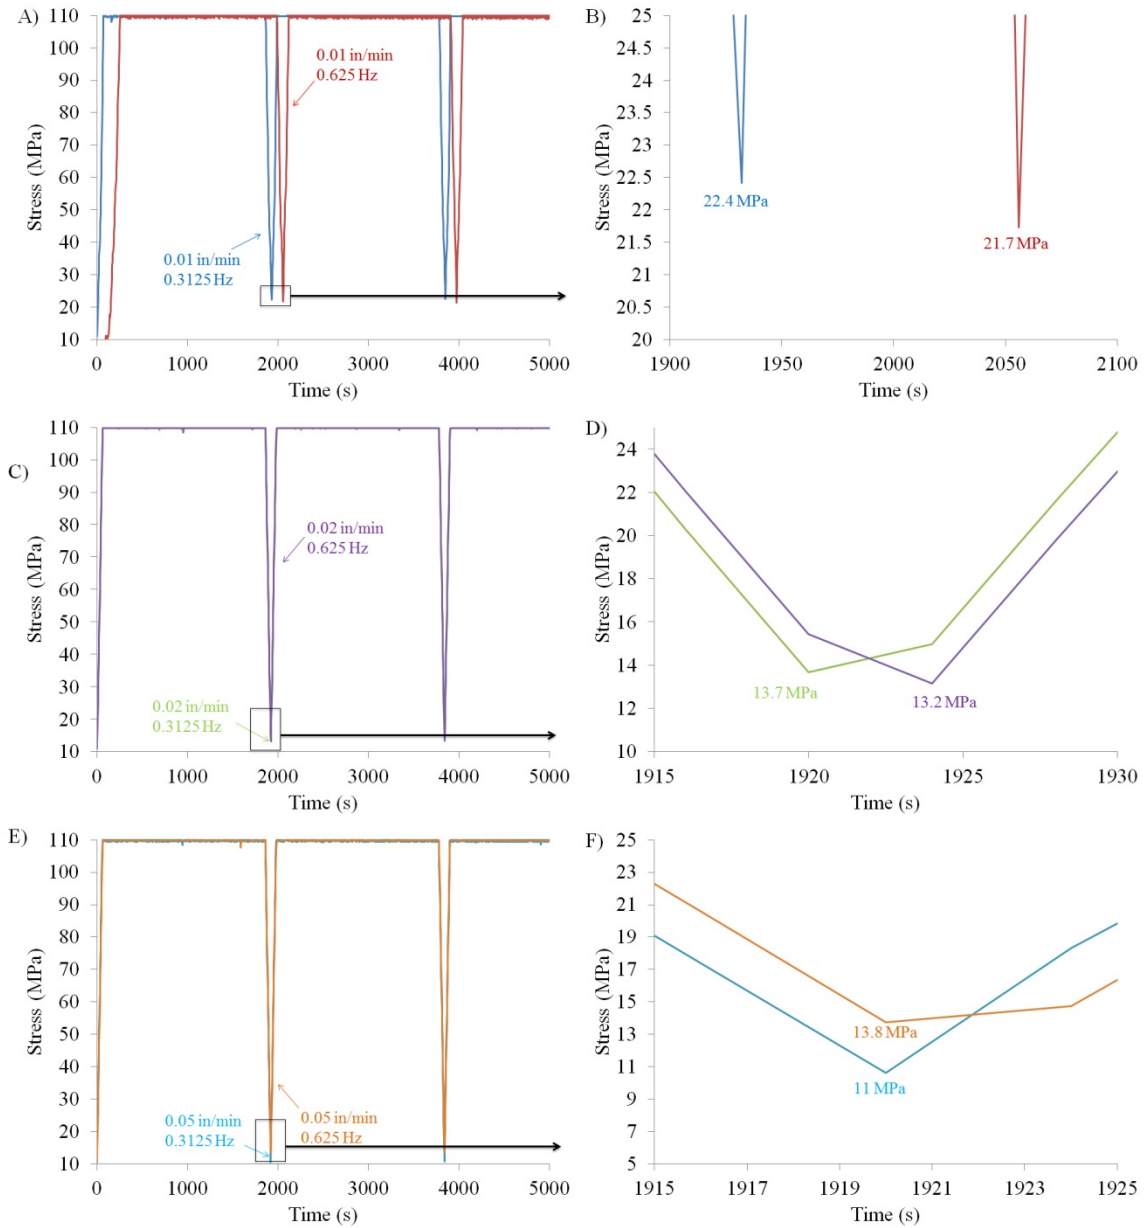 A)
110
100
90
80
70
60
50
40
30
20
10
Stress (MPa)
0.01 in/min
0.625 Hz
0.01 in/min
0.3125 Hz
0 1000 2000 3000 4000 5000
Time (s)
B)
25
24.5
24
23.5
23
22.5
22
21.5
21
20.5
20
Stress (MPa)
22.4 MPa
21.7 MPa
1900 1950 2000 2050 2100
Time (s)
C)
110
100
90
80
70
60
50
40
30
20
10
Stress (MPa)
0.02 in/min
0.625 Hz
0.02 in/min
0.3125 Hz
0 1000 2000 3000 4000 5000
Time (s)
D)
24
22
20
18
16
14
12
10
Stress (MPa)
13.7 MPa
13.2 MPa
1915 1920 1925 1930
Time (s)
E)
110
100
90
80
70
60
50
40
30
20
10
Stress (MPa)
0.05 in/min
0.3125 Hz
0.05 in/min
0.625 Hz
0 1000 2000 3000 4000 5000
Time (s)
F)
25
23
21
19
17
15
13
11
9
7
5
Stress (MPa)
13.8 MPa
11 MPa
1915 1917 1919 1921 1923 1925
Time (s)